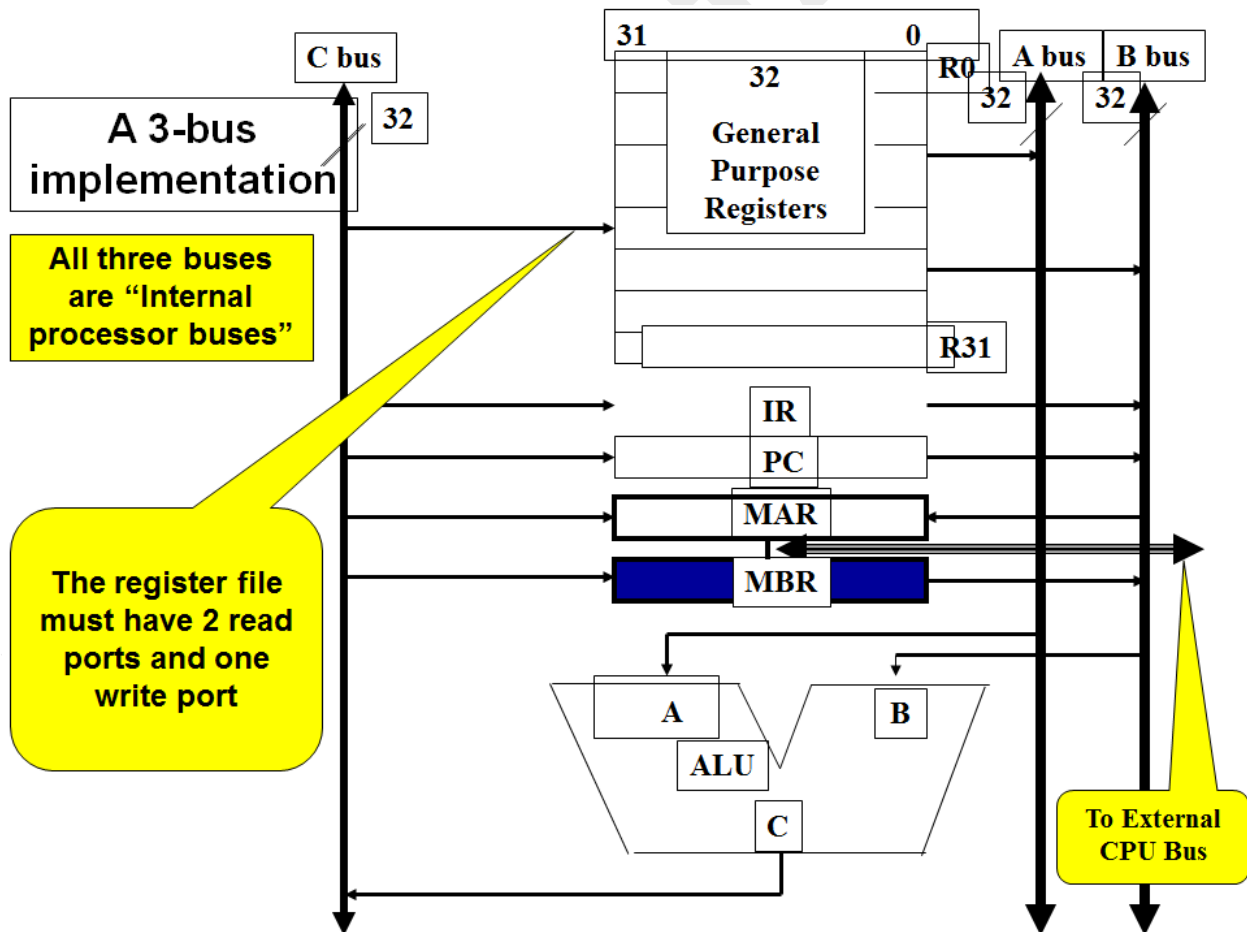 C bus
31
0
A bus
B bus
R0
32
32
32
32
A 3-bus
implementation
General
Purpose
Registers
All three buses
are “Internal
processor buses”
R31
IR
PC
MAR
MBR
The register file
must have 2 read
ports and one
write port
A
B
ALU
C
To External
CPU Bus